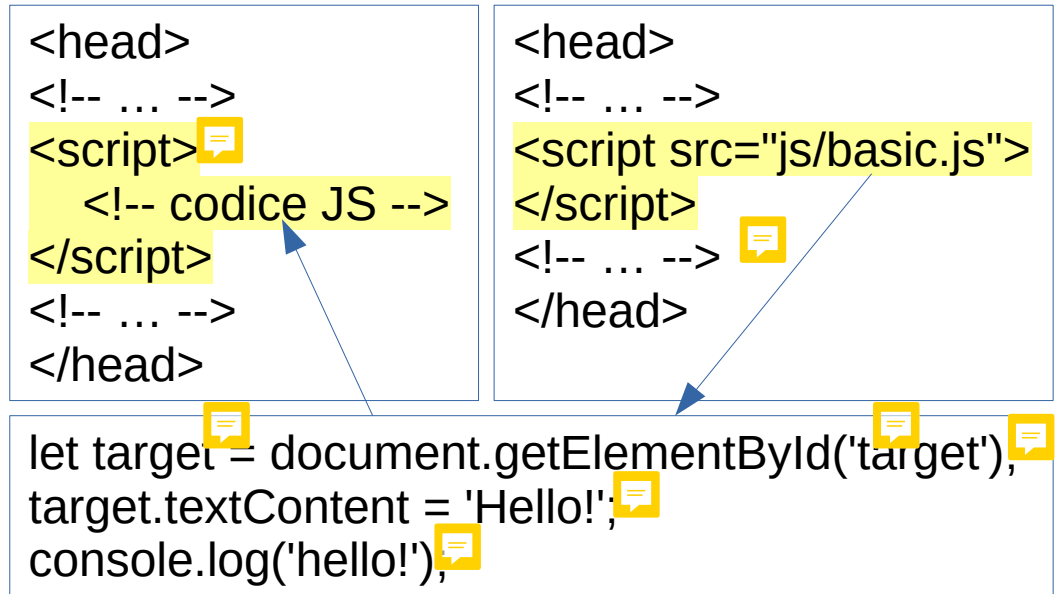 <head>
<!-- … -->
<script>
<!-- codice JS -->
</script>
<!-- … -->
</head>
<head>
<!-- … -->
<script src="js/basic.js">
</script>
<!-- … -->
</head>
let target = document.getElementById('target');
target.textContent = 'Hello!';
console.log('hello!');